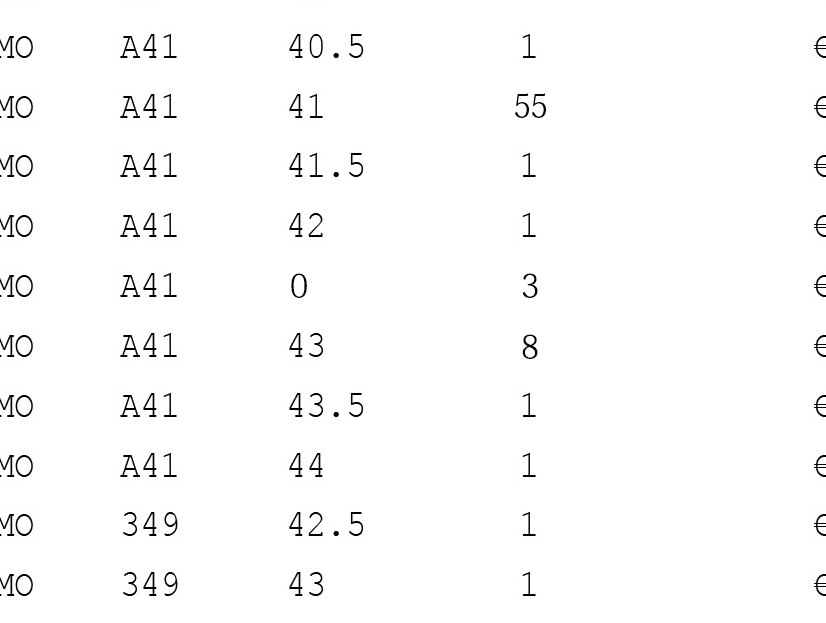 MO A41 40.5 1 €
MO A41 41 55 €
MO A41 41.5 1 €
MO A41 42 1 €
MO A41 0 3 €
MO A41 43 8 €
MO A41 43.5 1 €
MO A41 44 1 €
MO 349 42.5 1 €
MO 349 43 1 €